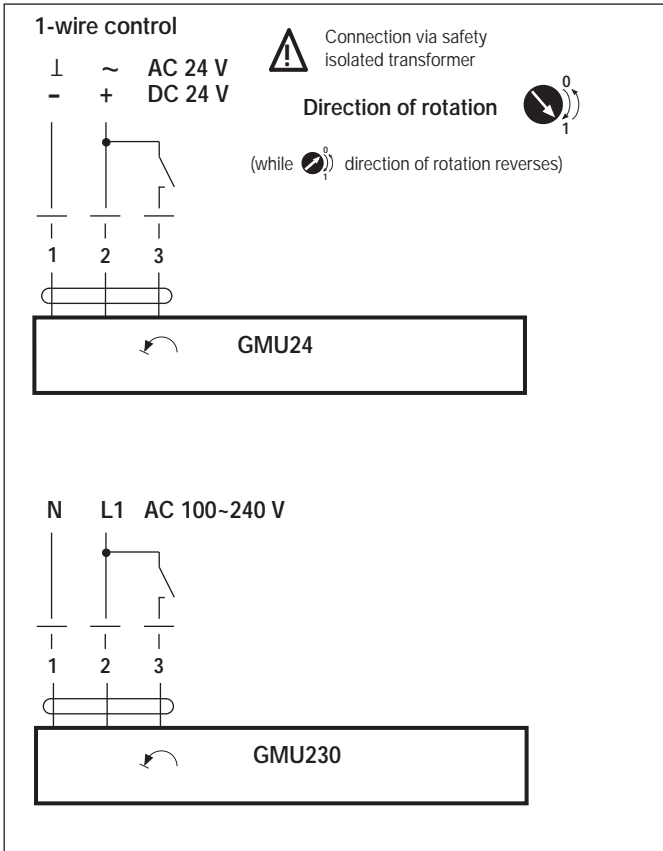 1-wire control
Connection via safety
isolated transformer
⊥ ~ AC 24 V
– + DC 24 V
Direction of rotation
0
1
(while 0 1 direction of rotation reverses)
1 2 3
GMU24
N L1 AC 100~240 V
1 2 3
GMU230